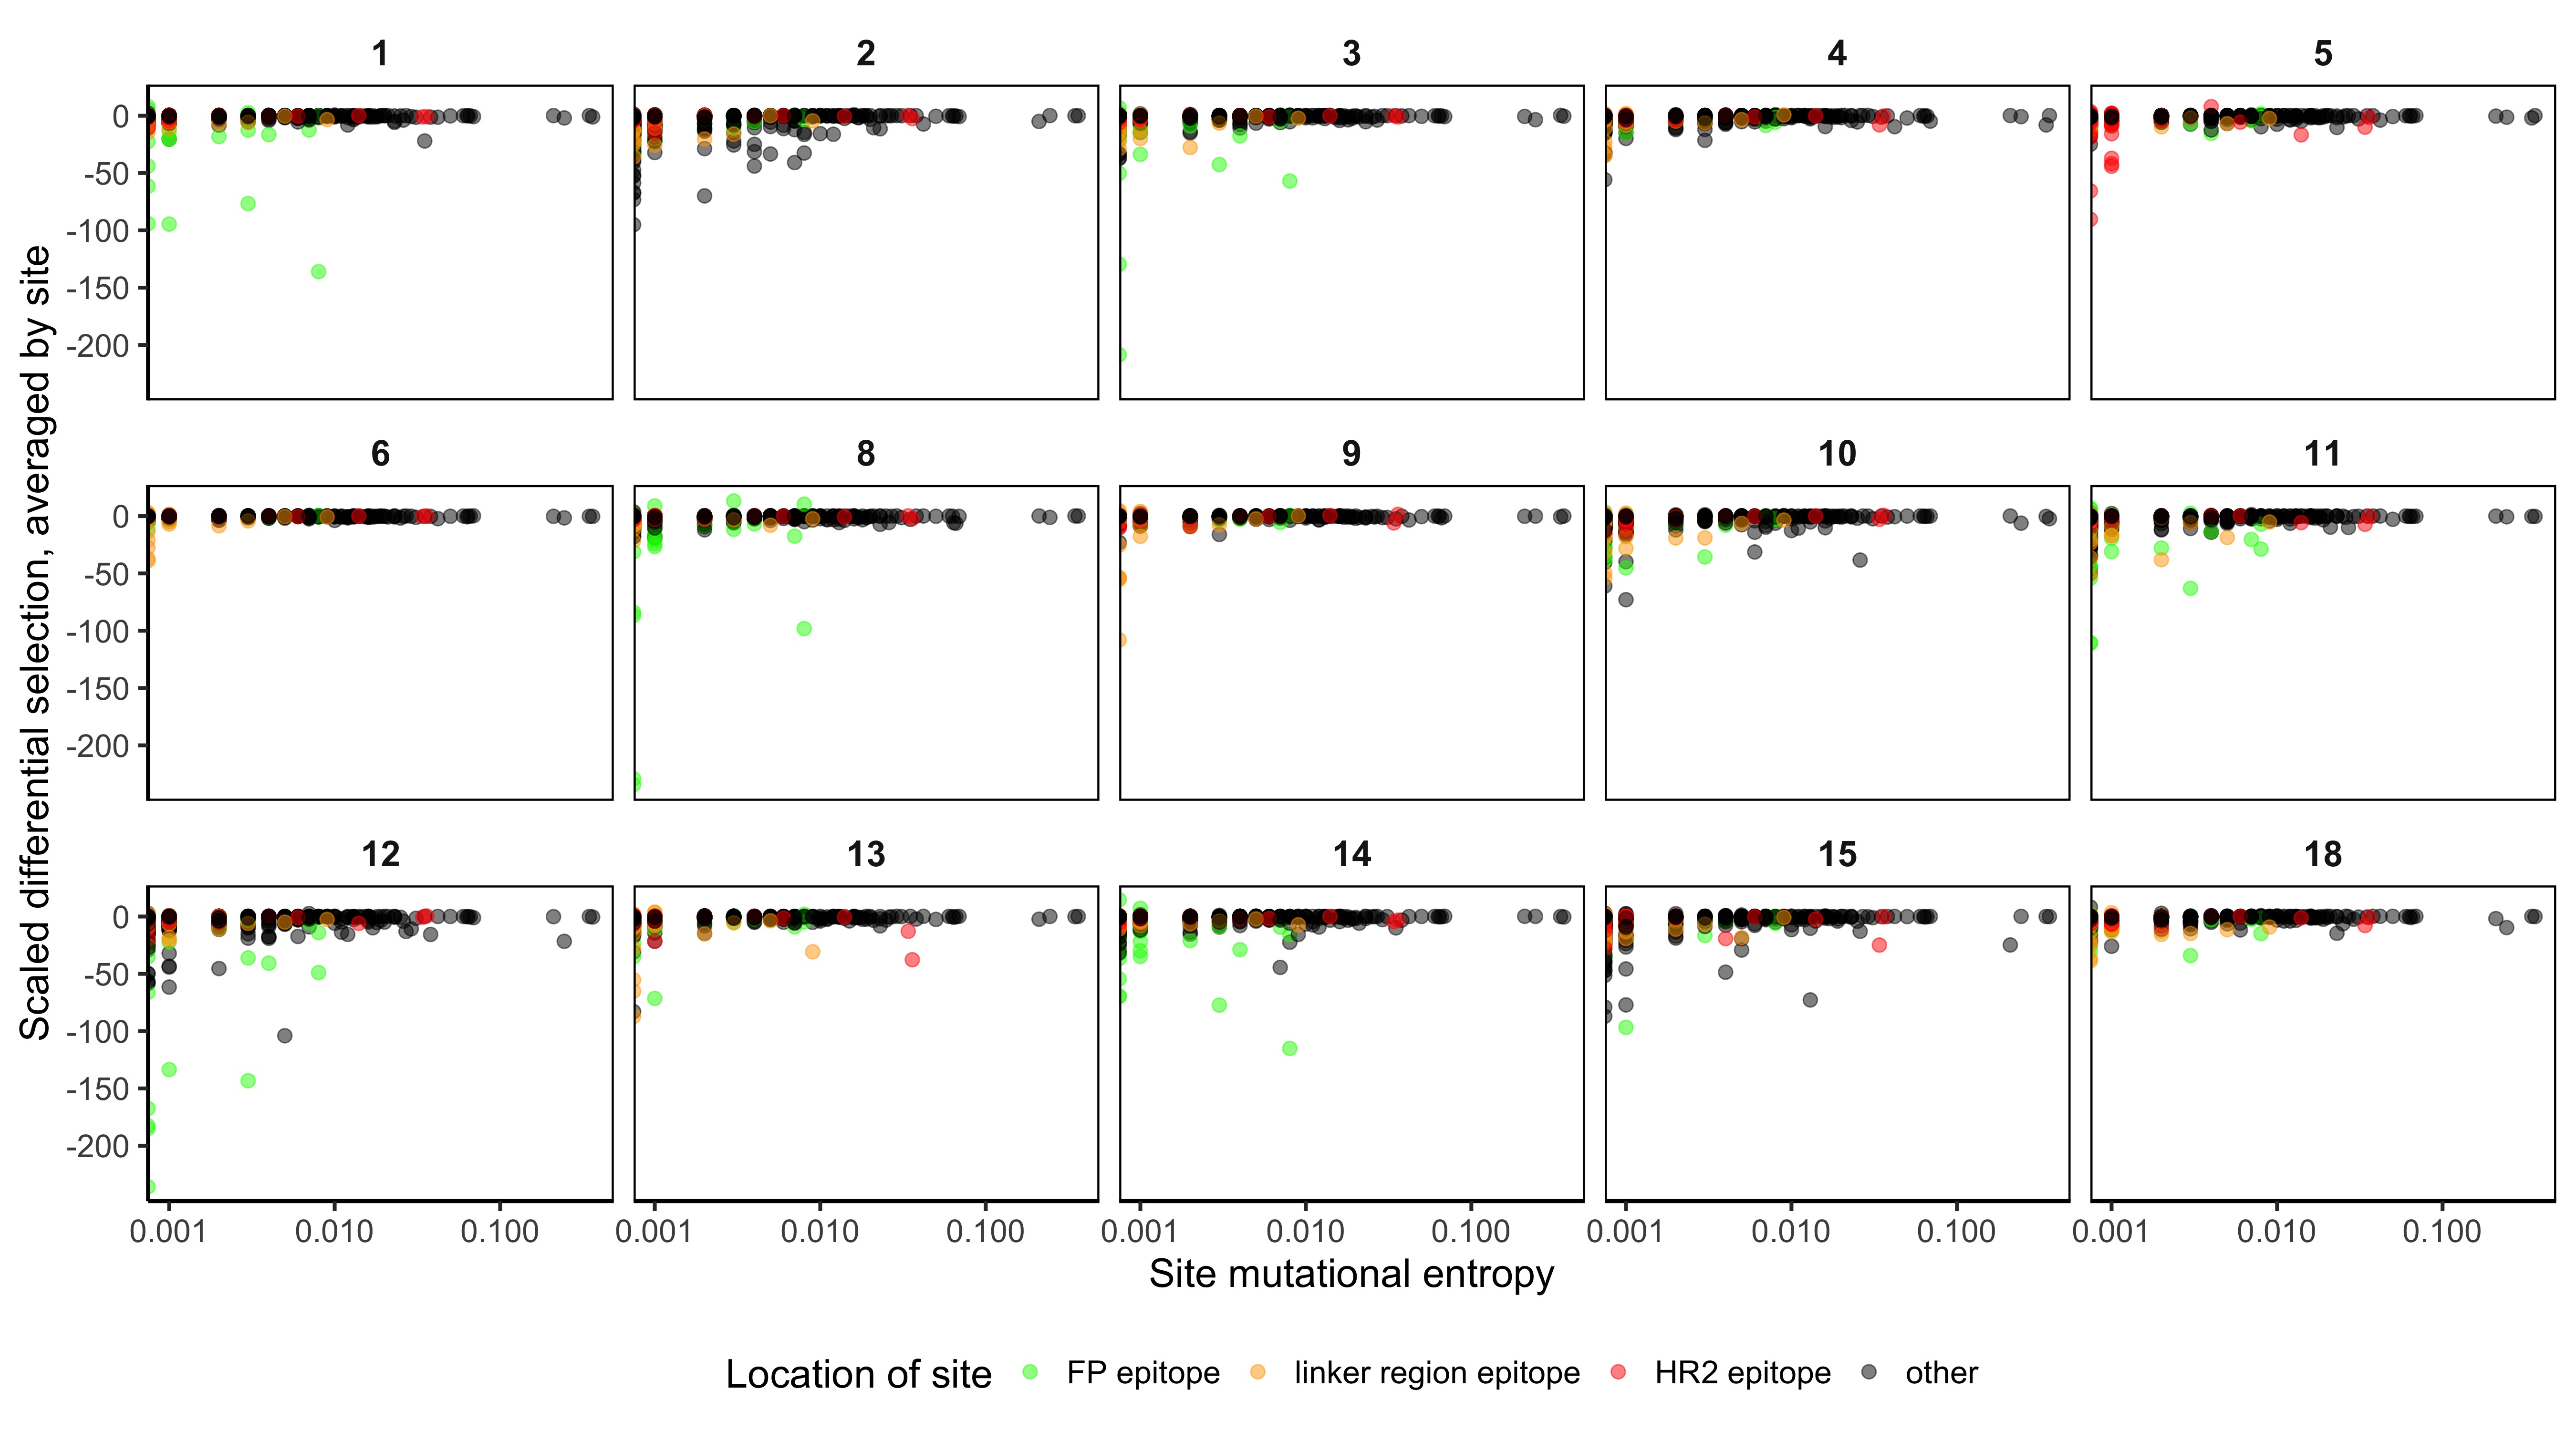 1 2 3 4 5
0
-50
-100
-150
-200
6 8 9 10 11
0
-50
-100
-150
-200
12 13 14 15 18
0
-50
-100
-150
-200
0.001 0.010 0.100 0.001 0.010 0.100 0.001 0.010 0.100 0.001 0.010 0.100 0.001 0.010 0.100
Scaled differential selection, averaged by site
Site mutational entropy
Location of site FP epitope linker region epitope HR2 epitope other